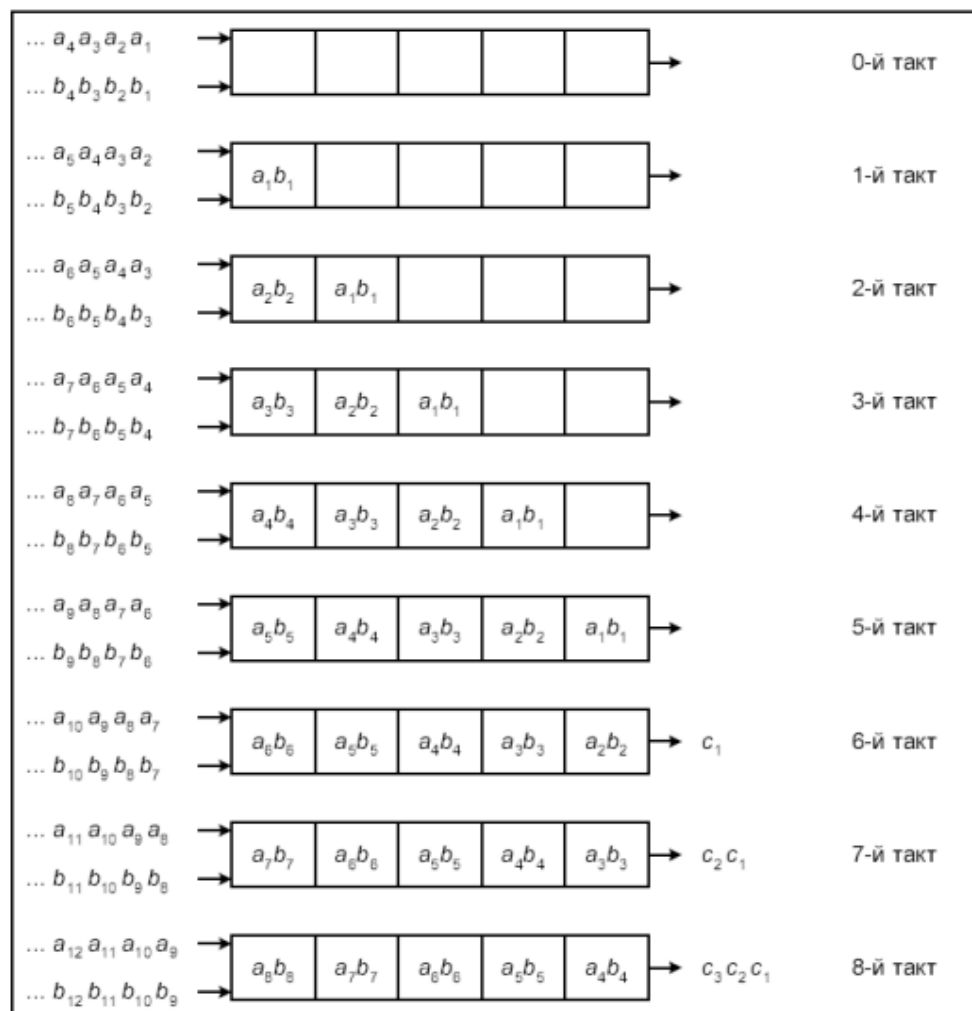 ... a₄ a₃ a₂ a₁
0-й такт
... b₄ b₃ b₂ b₁
... a₅ a₄ a₃ a₂
a₁b₁ 1-й такт
... b₅ b₄ b₃ b₂
... a₆ a₅ a₄ a₃
a₂b₂ a₁b₁ 2-й такт
... b₆ b₅ b₄ b₃
... a₇ a₆ a₅ a₄
a₃b₃ a₂b₂ a₁b₁ 3-й такт
... b₇ b₆ b₅ b₄
... a₈ a₇ a₆ a₅
a₄b₄ a₃b₃ a₂b₂ a₁b₁ 4-й такт
... b₈ b₇ b₆ b₅
... a₉ a₈ a₇ a₆
a₅b₅ a₄b₄ a₃b₃ a₂b₂ a₁b₁ 5-й такт
... b₉ b₈ b₇ b₆
... a₁₀ a₉ a₈ a₇
a₆b₆ a₅b₅ a₄b₄ a₃b₃ a₂b₂ c₁ 6-й такт
... b₁₀ b₉ b₈ b₇
... a₁₁ a₁₀ a₉ a₈
a₇b₇ a₆b₆ a₅b₅ a₄b₄ a₃b₃ c₂ c₁ 7-й такт
... b₁₁ b₁₀ b₉ b₈
... a₁₂ a₁₁ a₁₀ a₉
a₈b₈ a₇b₇ a₆b₆ a₅b₅ a₄b₄ c₃ c₂ c₁ 8-й такт
... b₁₂ b₁₁ b₁₀ b₉